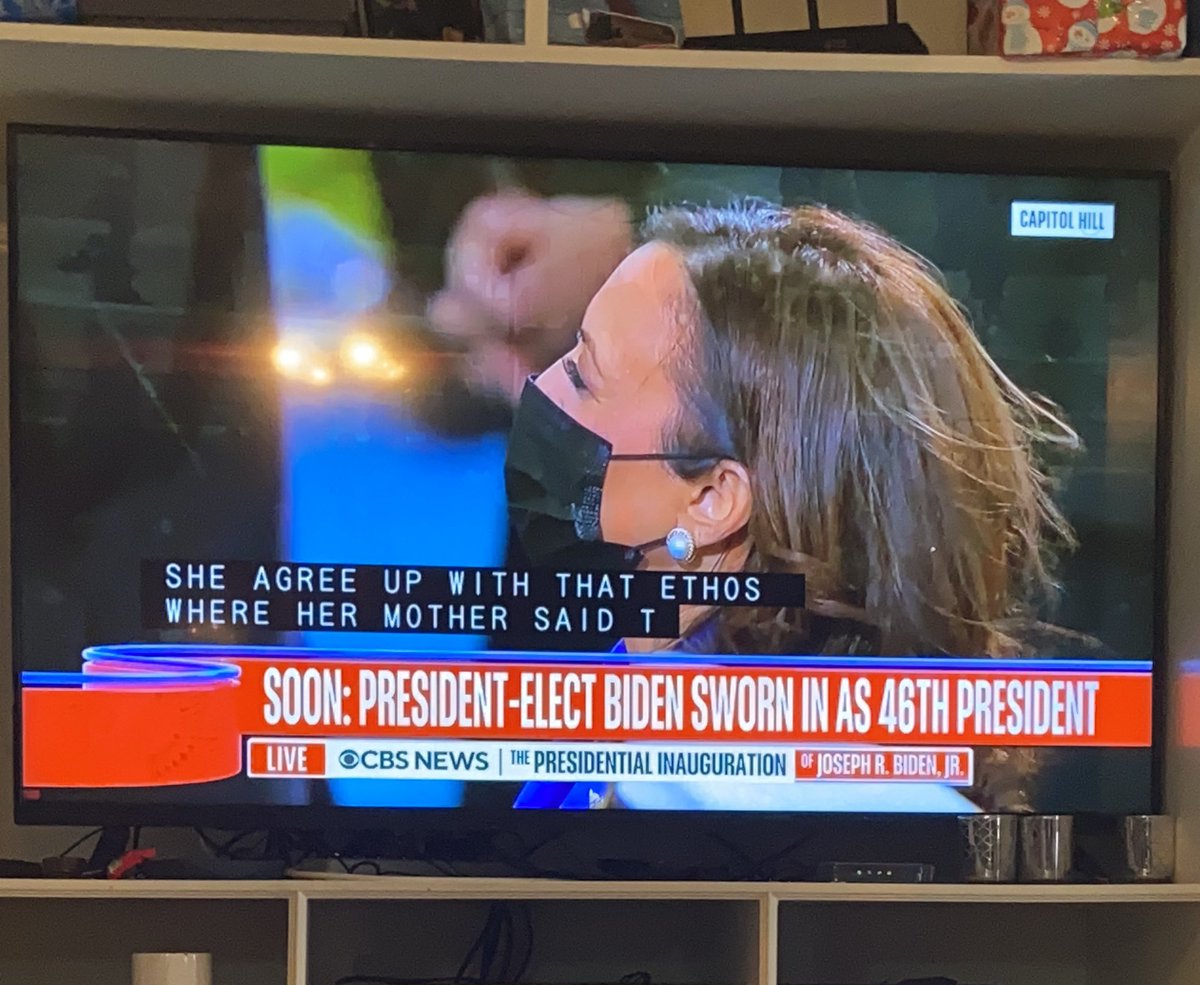 CAPITOL HILL
SHE AGREE UP WITH THAT ETHOS
WHERE HER MOTHER SAID T
SOON: PRESIDENT-ELECT BIDEN SWORN IN AS 46TH PRESIDENT
LIVE CBS NEWS | THE PRESIDENTIAL INAUGURATION OF JOSEPH R. BIDEN, JR.